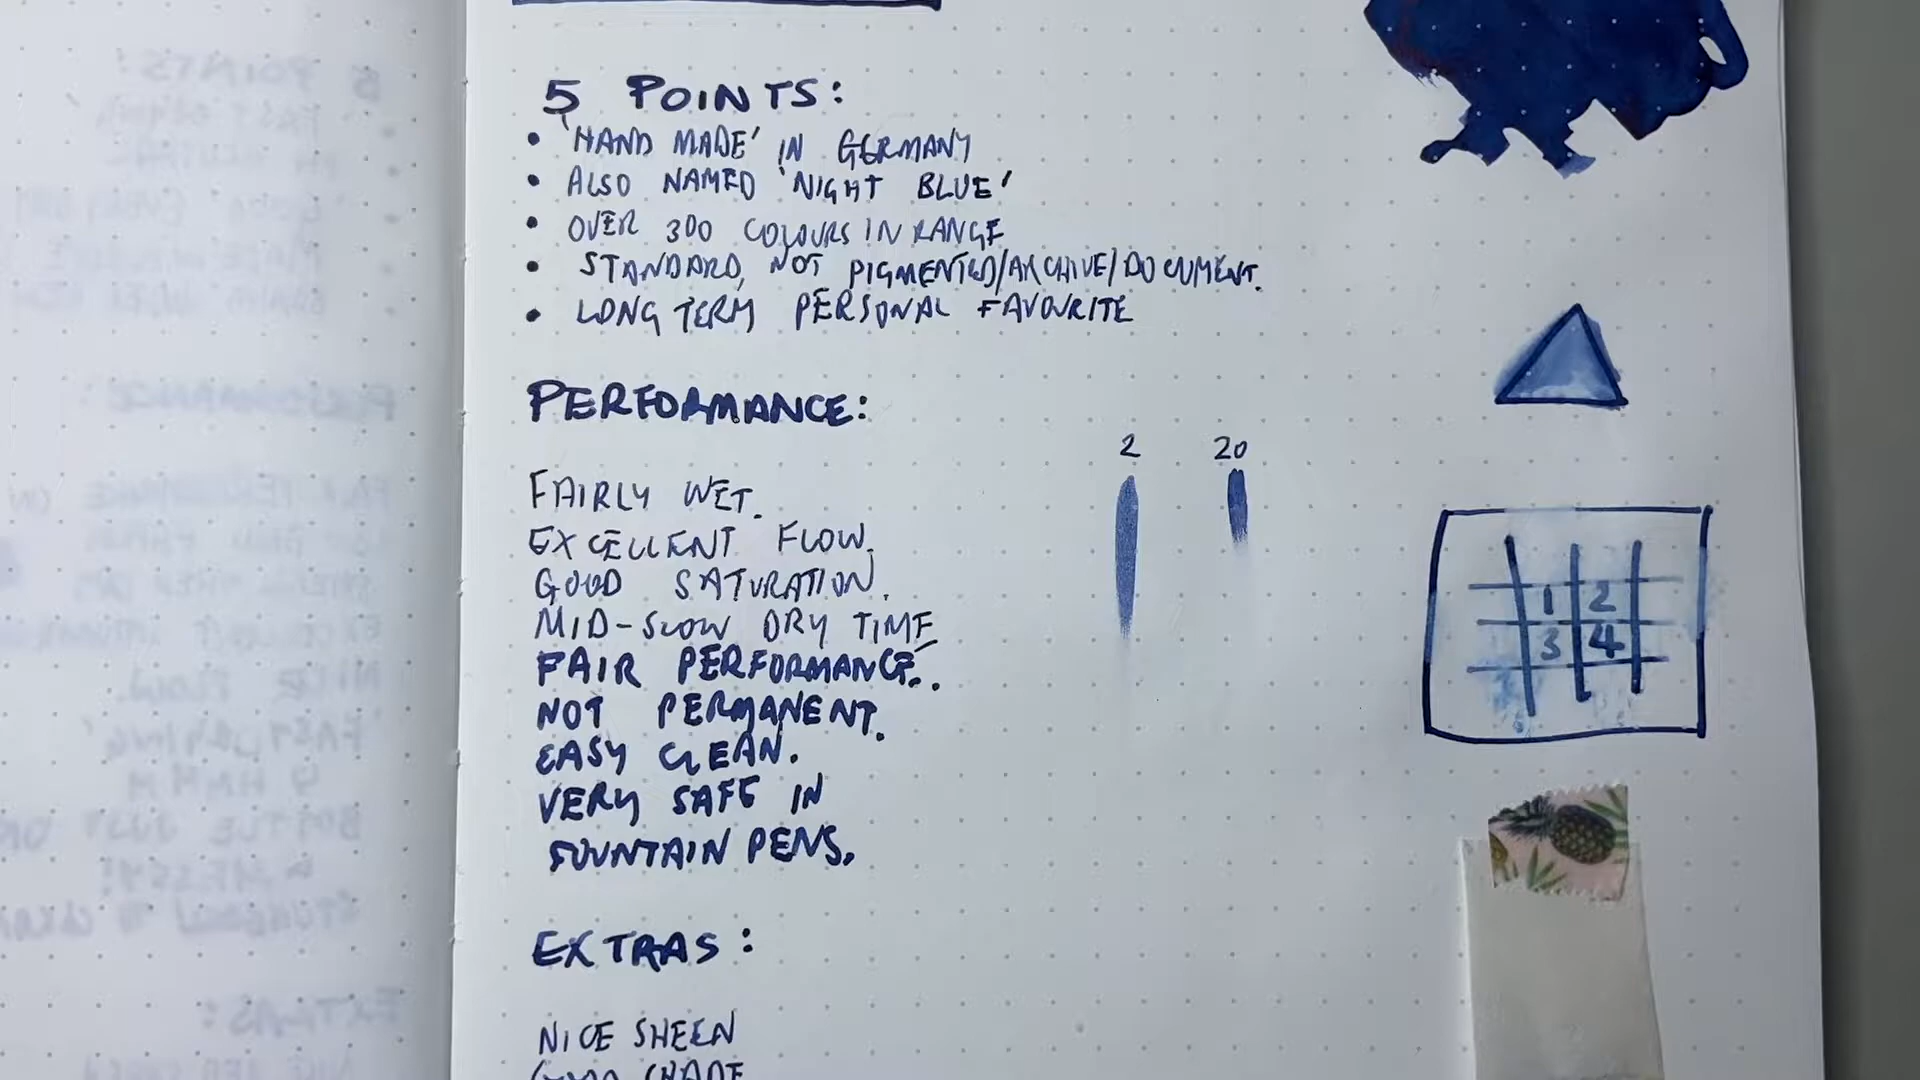 5 POINTS:
• 'HAND MADE' IN GERMANY
• ALSO NAMED 'NIGHT BLUE'
• OVER 300 COLOURS IN RANGE
• STANDARD, NOT PIGMENTED/ARCHIVE/DOCUMENT.
• LONG TERM PERSONAL FAVOURITE
PERFORMANCE:
2 20
FAIRLY WET.
EXCELLENT FLOW.
GOOD SATURATION.
MID-SLOW DRY TIME
FAIR PERFORMANCE..
NOT PERMANENT.
EASY CLEAN.
VERY SAFE IN
FOUNTAIN PENS.
1 2
3 4
EXTRAS:
NICE SHEEN
GOOD SHADE